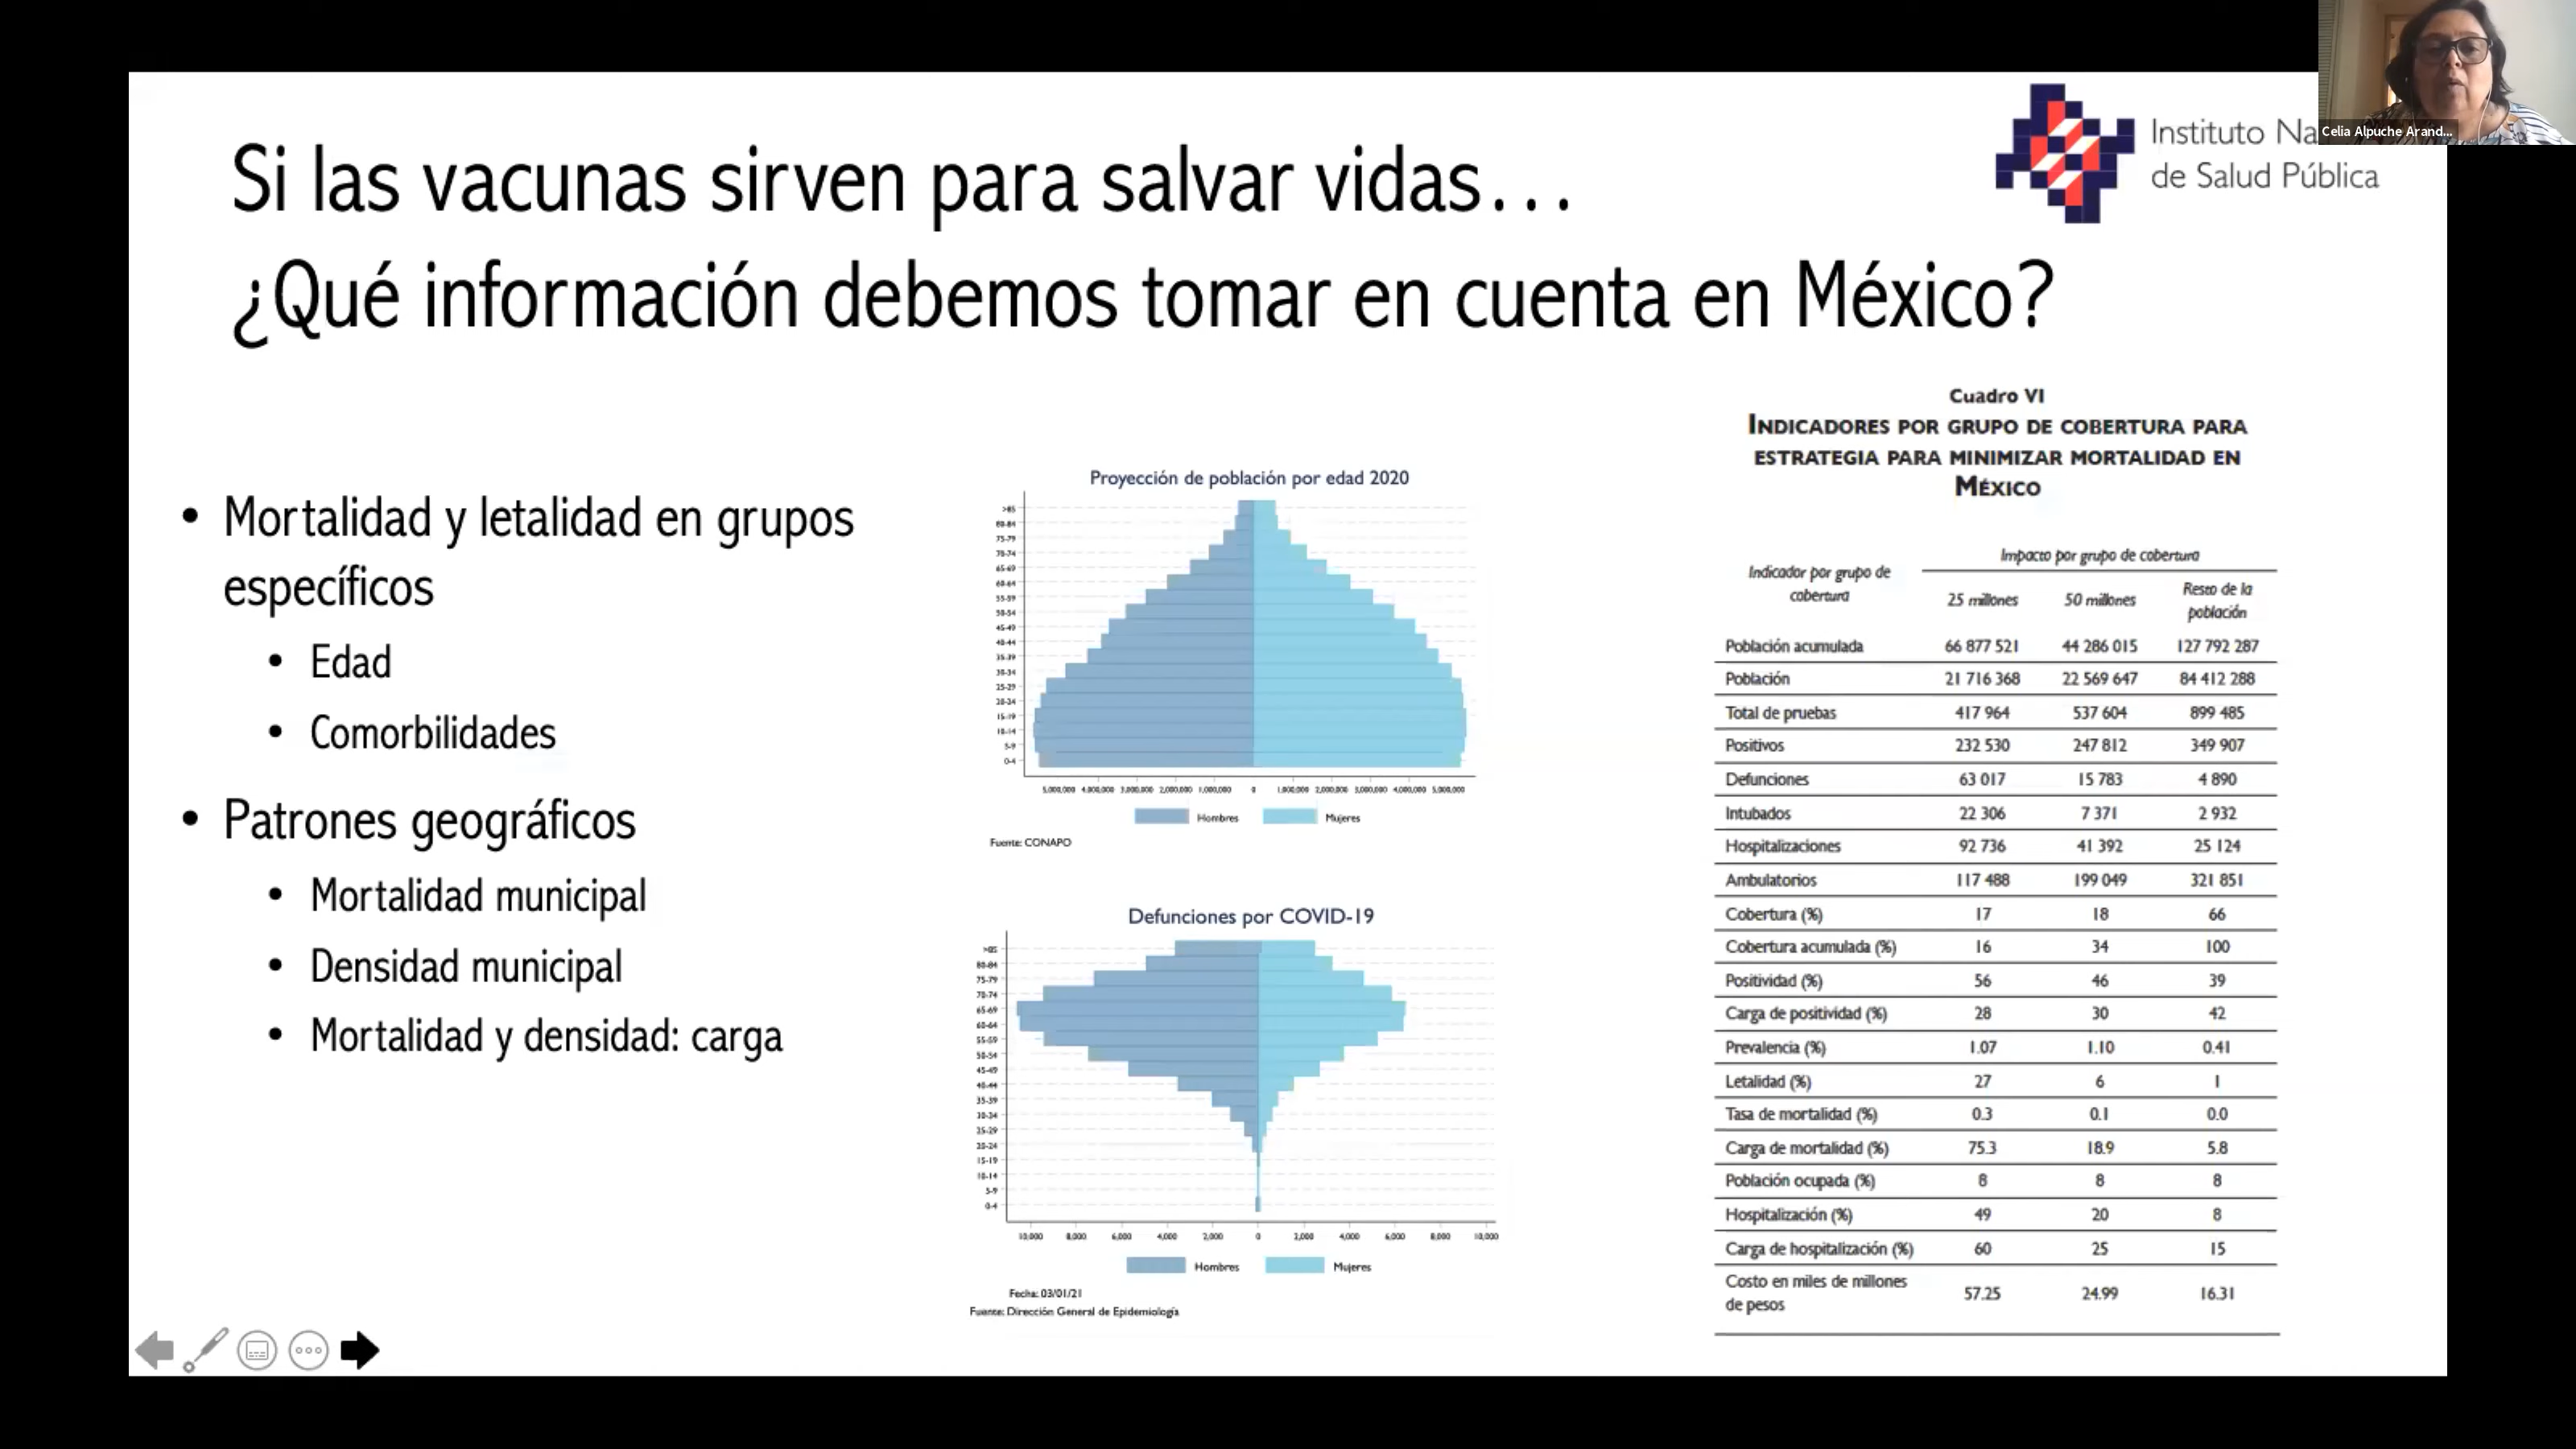 Celia Alpuche Arand...
Instituto Na
de Salud Pública
Si las vacunas sirven para salvar vidas...
¿Qué información debemos tomar en cuenta en México?
• Mortalidad y letalidad en grupos
específicos
• Edad
• Comorbilidades
• Patrones geográficos
• Mortalidad municipal
• Densidad municipal
• Mortalidad y densidad: carga
Proyección de población por edad 2020
>85
80-84
75-79
70-74
65-69
60-64
55-59
50-54
45-49
40-44
35-39
30-34
25-29
20-24
15-19
10-14
5-9
0-4
5,000,000 4,000,000 3,000,000 2,000,000 1,000,000 0 1,000,000 2,000,000 3,000,000 4,000,000 5,000,000
Hombres Mujeres
Fuente: CONAPO
Defunciones por COVID-19
>85
80-84
75-79
70-74
65-69
60-64
55-59
50-54
45-49
40-44
35-39
30-34
25-29
20-24
15-19
10-14
5-9
0-4
10,000 8,000 6,000 4,000 2,000 0 2,000 4,000 6,000 8,000 10,000
Hombres Mujeres
Fecha: 03/01/21
Fuente: Dirección General de Epidemiología
Cuadro VI
Indicadores por grupo de cobertura para
estrategia para minimizar mortalidad en
México
Indicador por grupo de
cobertura
Impacto por grupo de cobertura
25 millones 50 millones Resto de la
población
Población acumulada 66 877 521 44 286 015 127 792 287
Población 21 716 368 22 569 647 84 412 288
Total de pruebas 417 964 537 604 899 485
Positivos 232 530 247 812 349 907
Defunciones 63 017 15 783 4 890
Intubados 22 306 7 371 2 932
Hospitalizaciones 92 736 41 392 25 124
Ambulatorios 117 488 199 049 321 851
Cobertura (%) 17 18 66
Cobertura acumulada (%) 16 34 100
Positividad (%) 56 46 39
Carga de positividad (%) 28 30 42
Prevalencia (%) 1.07 1.10 0.41
Letalidad (%) 27 6 1
Tasa de mortalidad (%) 0.3 0.1 0.0
Carga de mortalidad (%) 75.3 18.9 5.8
Población ocupada (%) 8 8 8
Hospitalización (%) 49 20 8
Carga de hospitalización (%) 60 25 15
Costo en miles de millones
de pesos 57.25 24.99 16.31